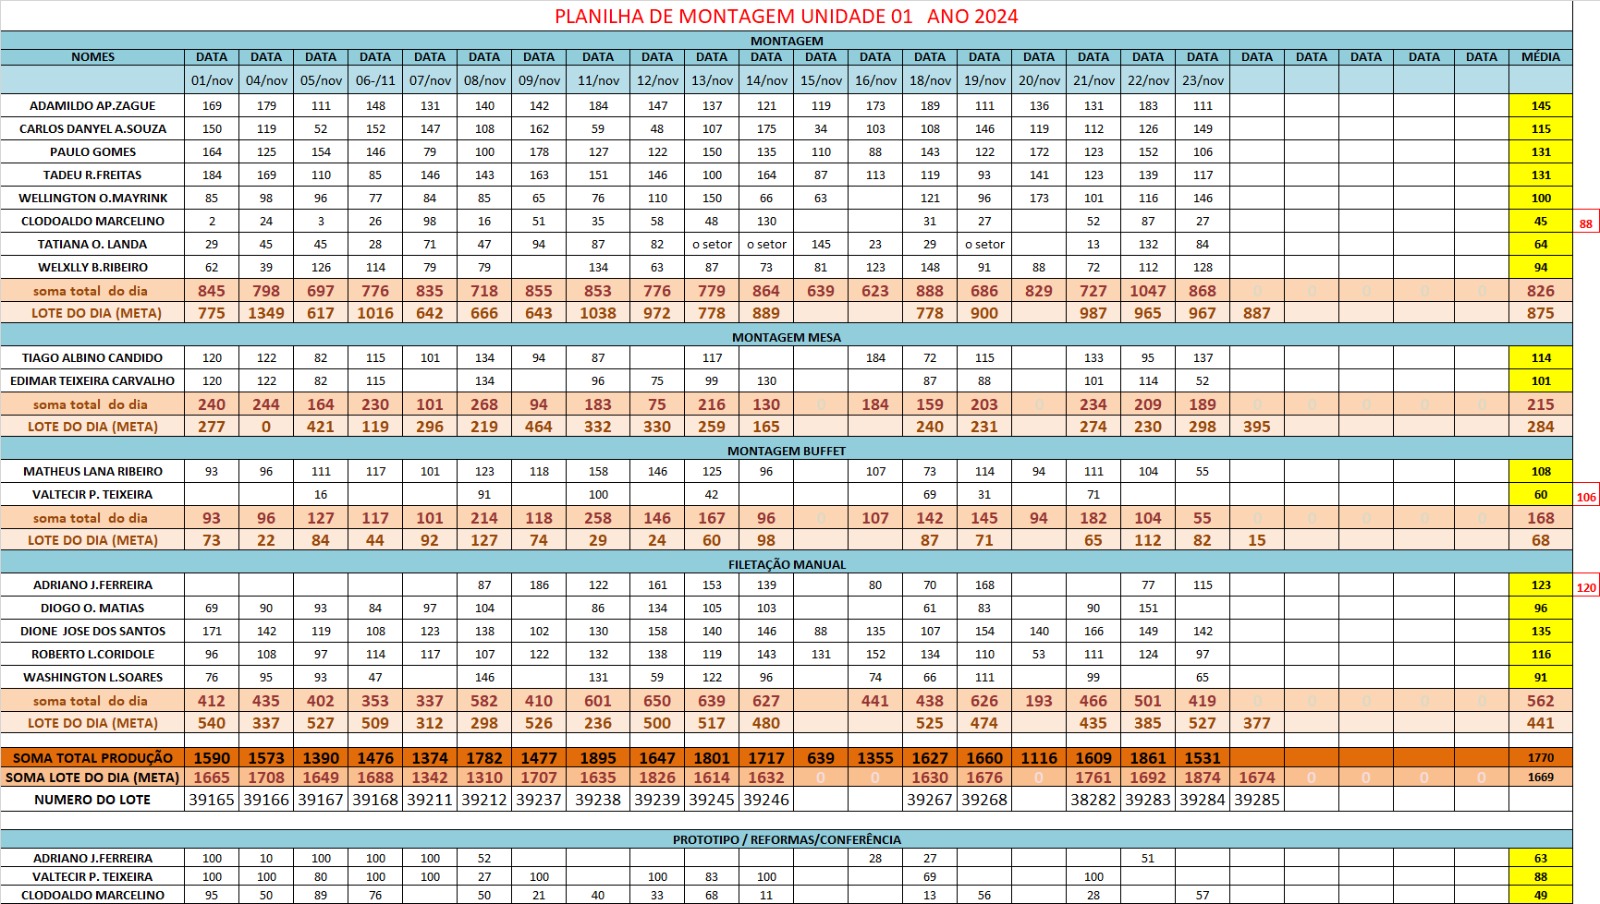 PLANILHA DE MONTAGEM UNIDADE 01 ANO 2024
MONTAGEM
NOMES DATA DATA DATA DATA DATA DATA DATA DATA DATA DATA DATA DATA DATA DATA DATA DATA DATA DATA DATA DATA DATA DATA DATA DATA MÉDIA
01/nov 04/nov 05/nov 06-/11 07/nov 08/nov 09/nov 11/nov 12/nov 13/nov 14/nov 15/nov 16/nov 18/nov 19/nov 20/nov 21/nov 22/nov 23/nov
ADAMILDO AP.ZAGUE 169 179 111 148 131 140 142 184 147 137 121 119 173 189 111 136 131 183 111 145
CARLOS DANYEL A.SOUZA 150 119 52 152 147 108 162 59 48 107 175 34 103 108 146 119 112 126 149 115
PAULO GOMES 164 125 154 146 79 100 178 127 122 150 135 110 88 143 122 172 123 152 106 131
TADEU R.FREITAS 184 169 110 85 146 143 163 151 146 100 164 87 113 119 93 141 123 139 117 131
WELLINGTON O.MAYRINK 85 98 96 77 84 85 65 76 110 150 66 63 121 96 173 101 116 146 100
CLODOALDO MARCELINO 2 24 3 26 98 16 51 35 58 48 130 31 27 52 87 27 45 88
TATIANA O. LANDA 29 45 45 28 71 47 94 87 82 o setor o setor 145 23 29 o setor 13 132 84 64
WELXLLY B.RIBEIRO 62 39 126 114 79 79 134 63 87 73 81 123 148 91 88 72 112 128 94
soma total do dia 845 798 697 776 835 718 855 853 776 779 864 639 623 888 686 829 727 1047 868 0 0 0 0 0 826
LOTE DO DIA (META) 775 1349 617 1016 642 666 643 1038 972 778 889 778 900 987 965 967 887 875
MONTAGEM MESA
TIAGO ALBINO CANDIDO 120 122 82 115 101 134 94 87 117 184 72 115 133 95 137 114
EDIMAR TEIXEIRA CARVALHO 120 122 82 115 134 96 75 99 130 87 88 101 114 52 101
soma total do dia 240 244 164 230 101 268 94 183 75 216 130 0 184 159 203 0 234 209 189 0 0 0 0 0 215
LOTE DO DIA (META) 277 0 421 119 296 219 464 332 330 259 165 240 231 274 230 298 395 284
MONTAGEM BUFFET
MATHEUS LANA RIBEIRO 93 96 111 117 101 123 118 158 146 125 96 107 73 114 94 111 104 55 108
VALTECIR P. TEIXEIRA 16 91 100 42 69 31 71 60 106
soma total do dia 93 96 127 117 101 214 118 258 146 167 96 0 107 142 145 94 182 104 55 0 0 0 0 0 168
LOTE DO DIA (META) 73 22 84 44 92 127 74 29 24 60 98 87 71 65 112 82 15 68
FILETAÇÃO MANUAL
ADRIANO J.FERREIRA 87 186 122 161 153 139 80 70 168 77 115 123 120
DIOGO O. MATIAS 69 90 93 84 97 104 86 134 105 103 61 83 90 151 96
DIONE JOSE DOS SANTOS 171 142 119 108 123 138 102 130 158 140 146 88 135 107 154 140 166 149 142 135
ROBERTO L.CORIDOLE 96 108 97 114 117 107 122 132 138 119 143 131 152 134 110 53 111 124 97 116
WASHINGTON L.SOARES 76 95 93 47 146 131 59 122 96 74 66 111 99 65 91
soma total do dia 412 435 402 353 337 582 410 601 650 639 627 441 438 626 193 466 501 419 0 0 0 0 0 562
LOTE DO DIA (META) 540 337 527 509 312 298 526 236 500 517 480 525 474 435 385 527 377 441
SOMA TOTAL PRODUÇÃO 1590 1573 1390 1476 1374 1782 1477 1895 1647 1801 1717 639 1355 1627 1660 1116 1609 1861 1531 1770
SOMA LOTE DO DIA (META) 1665 1708 1649 1688 1342 1310 1707 1635 1826 1614 1632 0 0 1630 1676 0 1761 1692 1874 1674 0 0 0 0 1669
NUMERO DO LOTE 39165 39166 39167 39168 39211 39212 39237 39238 39239 39245 39246 39267 39268 38282 39283 39284 39285
PROTOTIPO / REFORMAS/CONFERÊNCIA
ADRIANO J.FERREIRA 100 10 100 100 100 52 28 27 51 63
VALTECIR P. TEIXEIRA 100 100 80 100 100 27 100 100 83 100 69 100 88
CLODOALDO MARCELINO 95 50 89 76 50 21 40 33 68 11 13 56 28 57 49